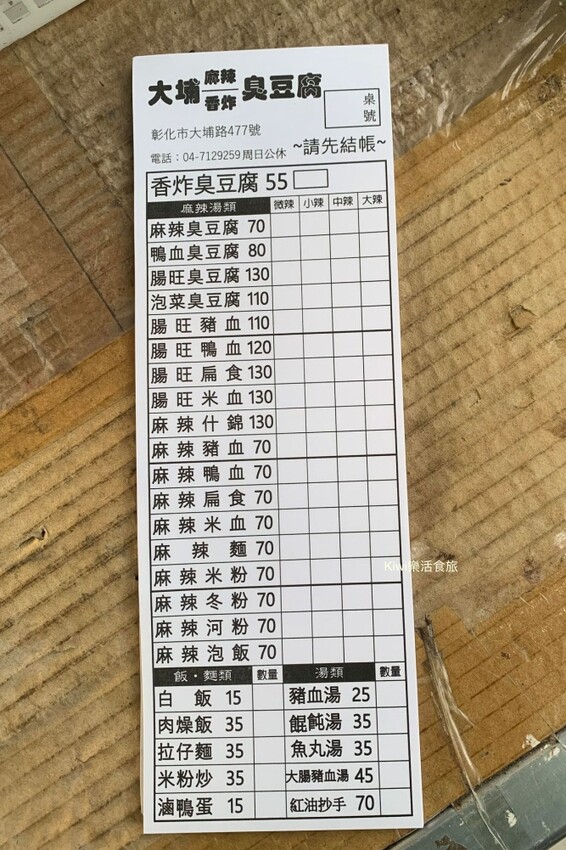 大埔麻辣香炸臭豆腐
桌號
彰化市大埔路477號
電話：04-7129259 周日公休 ~請先結帳~
香炸臭豆腐 55
麻辣湯類 微辣 小辣 中辣 大辣
麻辣臭豆腐 70
鴨血臭豆腐 80
腸旺臭豆腐 130
泡菜臭豆腐 110
腸旺豬血 110
腸旺鴨血 120
腸旺扁食 130
腸旺米血 130
麻辣什錦 130
麻辣豬血 70
麻辣鴨血 70
麻辣扁食 70
麻辣米血 70
麻辣麵 70
麻辣米粉 70
麻辣冬粉 70
麻辣河粉 70
麻辣泡飯 70
飯·麵類 數量 湯類 數量
白飯 15 豬血湯 25
肉燥飯 35 餛飩湯 35
拉仔麵 35 魚丸湯 35
米粉炒 35 大腸豬血湯 45
滷鴨蛋 15 紅油抄手 70
Kiwi樂活食旅